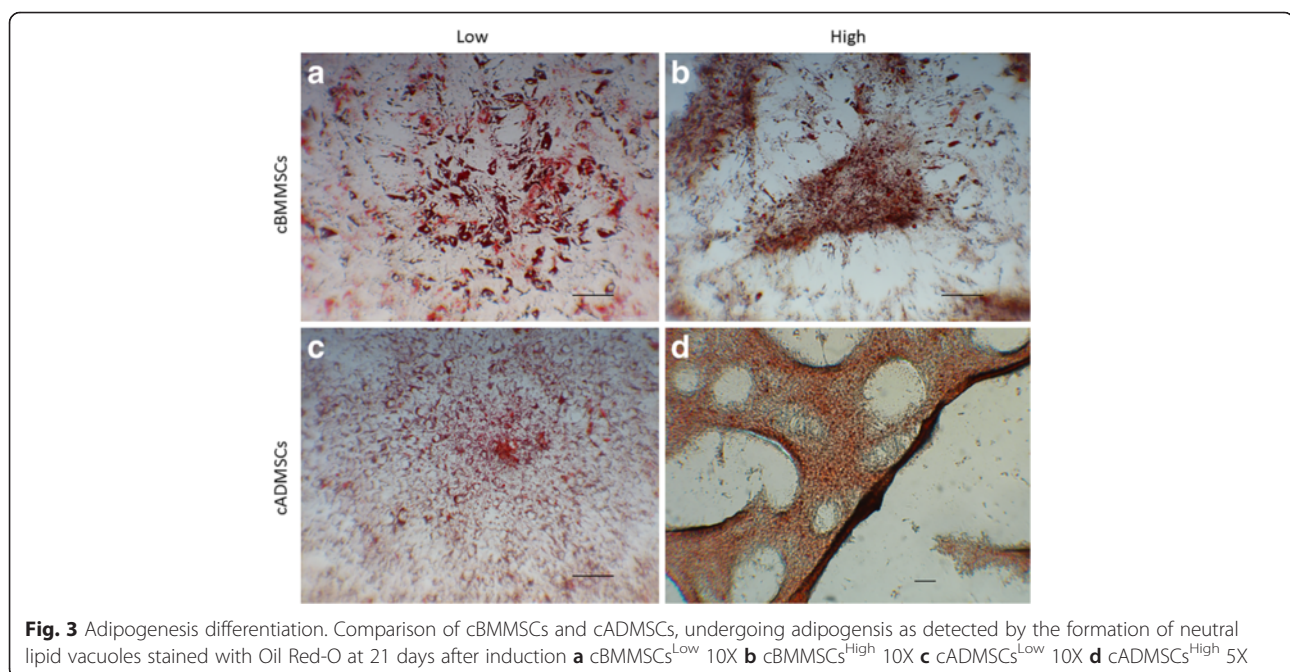 Low High
a b
cBMMSCs
c d
cADMSCs
Fig. 3 Adipogenesis differentiation. Comparison of cBMMSCs and cADMSCs, undergoing adipogensis as detected by the formation of neutral
lipid vacuoles stained with Oil Red-O at 21 days after induction a cBMMSCsLow 10X b cBMMSCsHigh 10X c cADMSCsLow 10X d cADMSCsHigh 5X